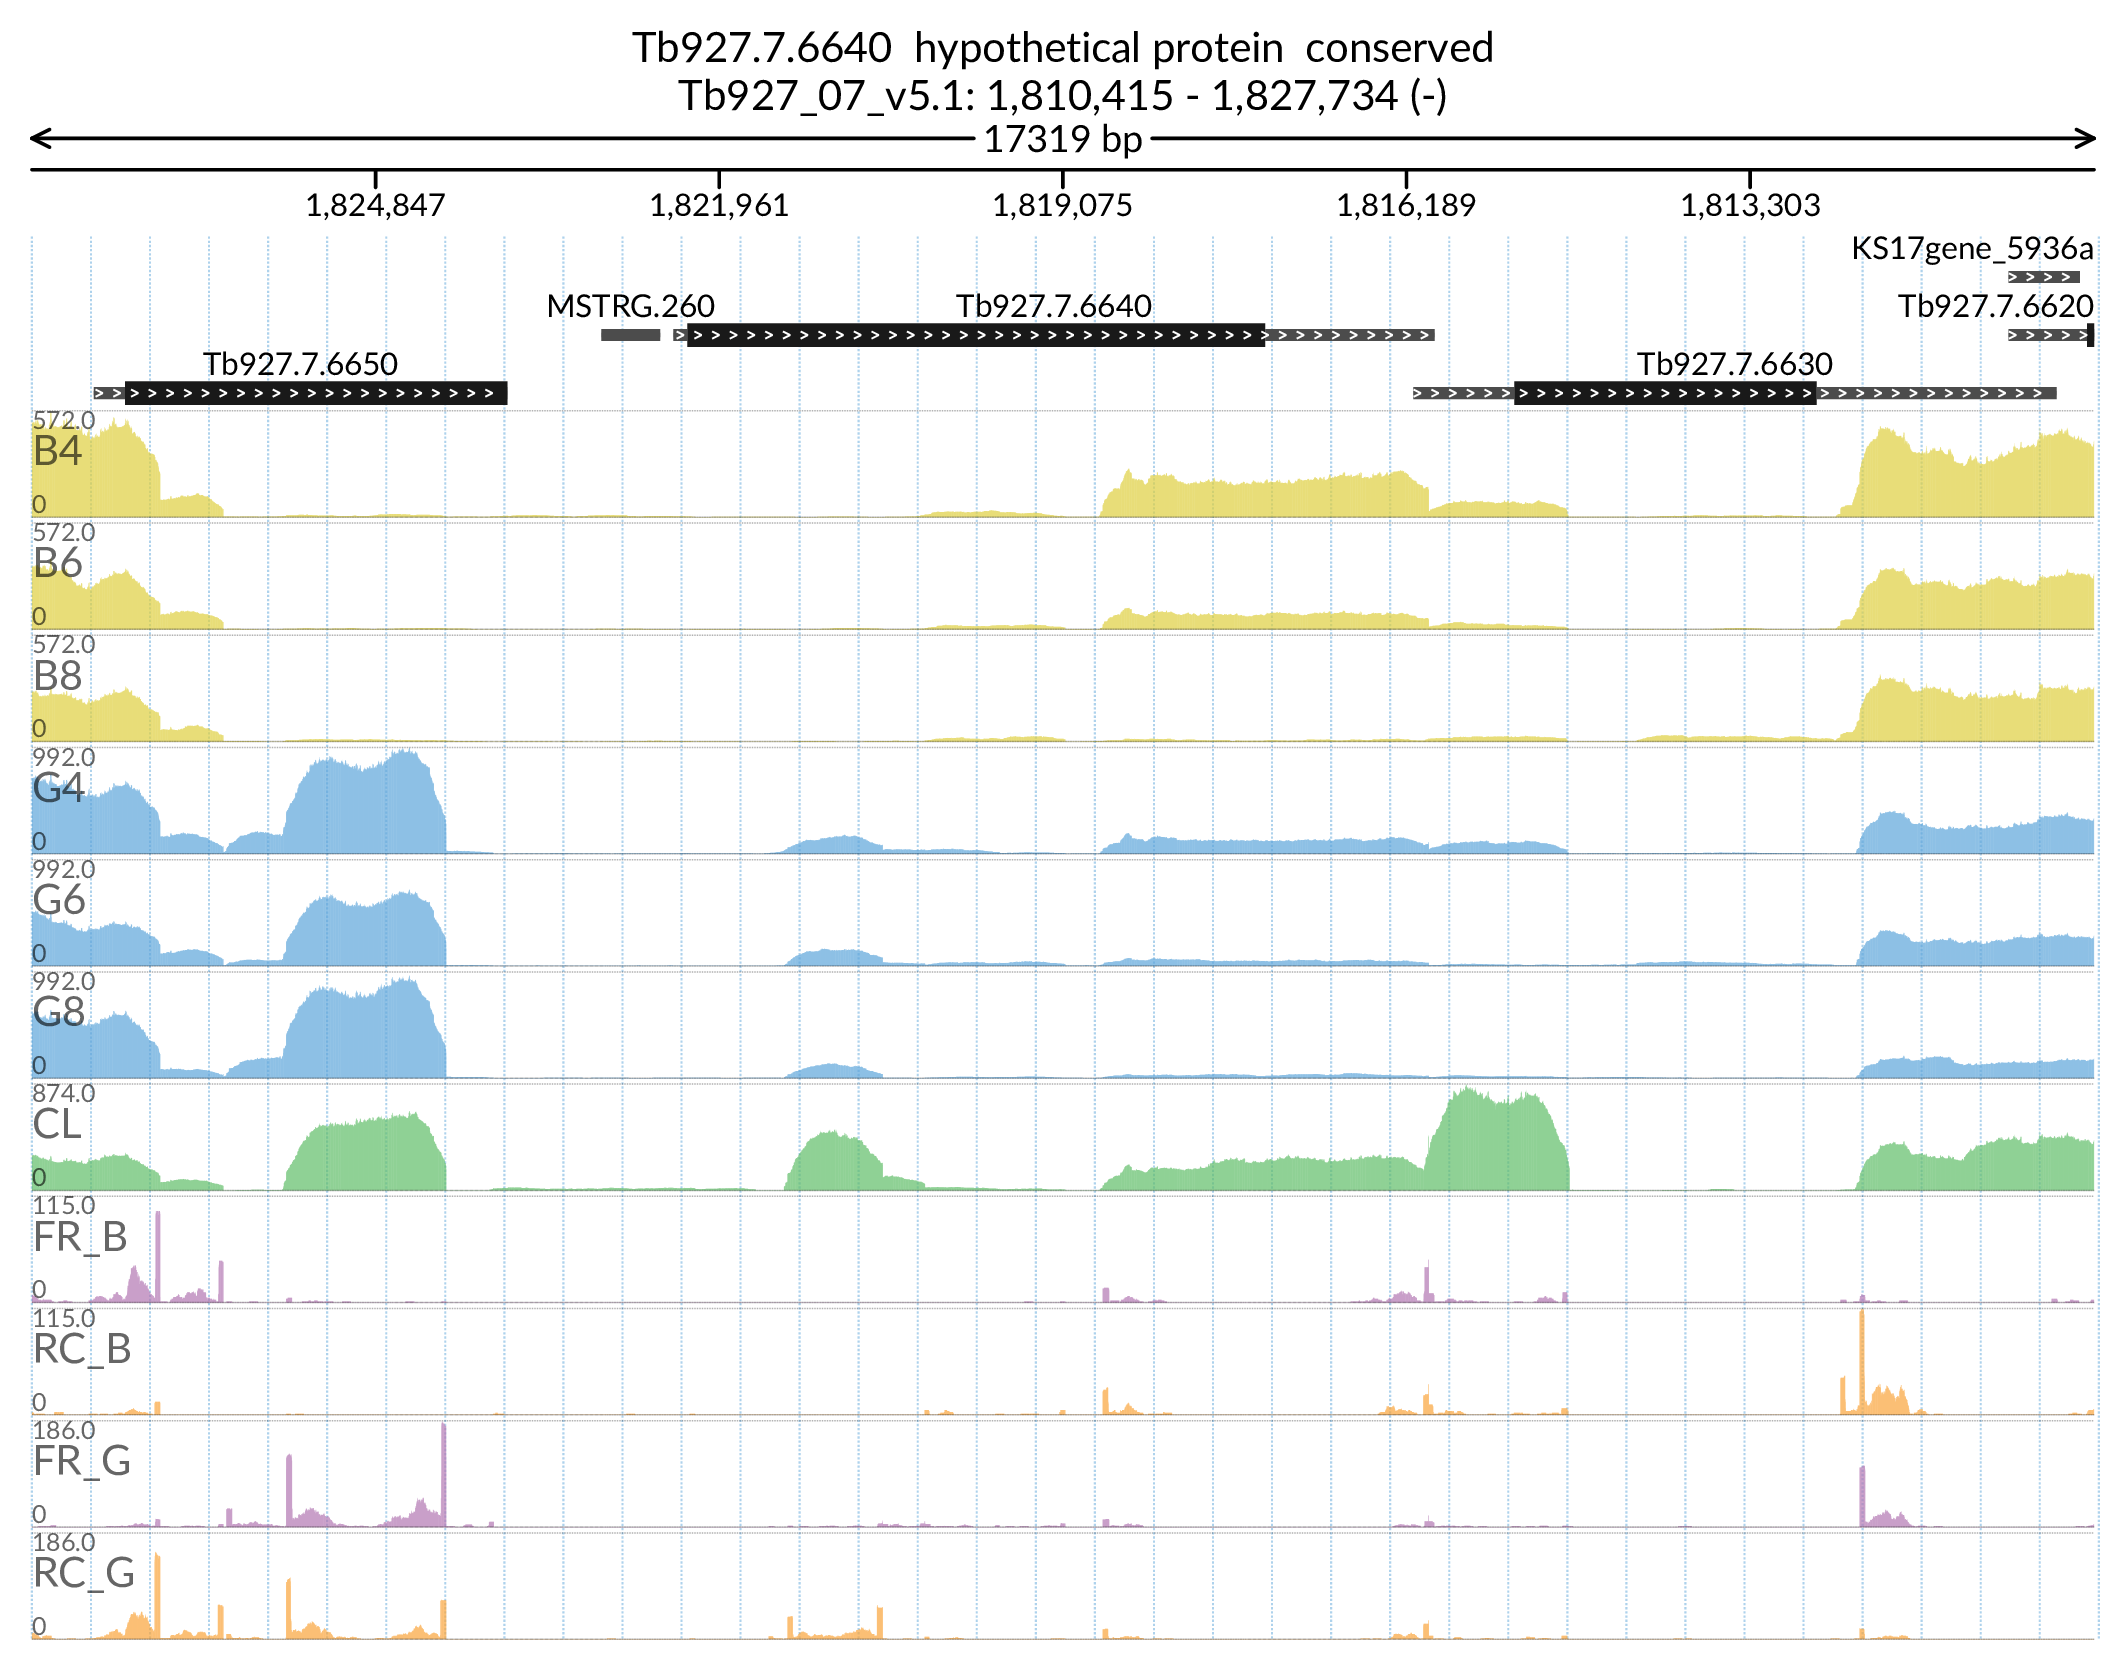 Tb927.7.6640 hypothetical protein conserved
Tb927_07_v5.1: 1,810,415 - 1,827,734 (-)
17319 bp
1,824,847 1,821,961 1,819,075 1,816,189 1,813,303
KS17gene_5936a
MSTRG.260 Tb927.7.6640 Tb927.7.6620
Tb927.7.6650 Tb927.7.6630
572.0
B4
0
572.0
B6
0
572.0
B8
0
992.0
G4
0
992.0
G6
0
992.0
G8
0
874.0
CL
0
115.0
FR_B
0
115.0
RC_B
0
186.0
FR_G
0
186.0
RC_G
0